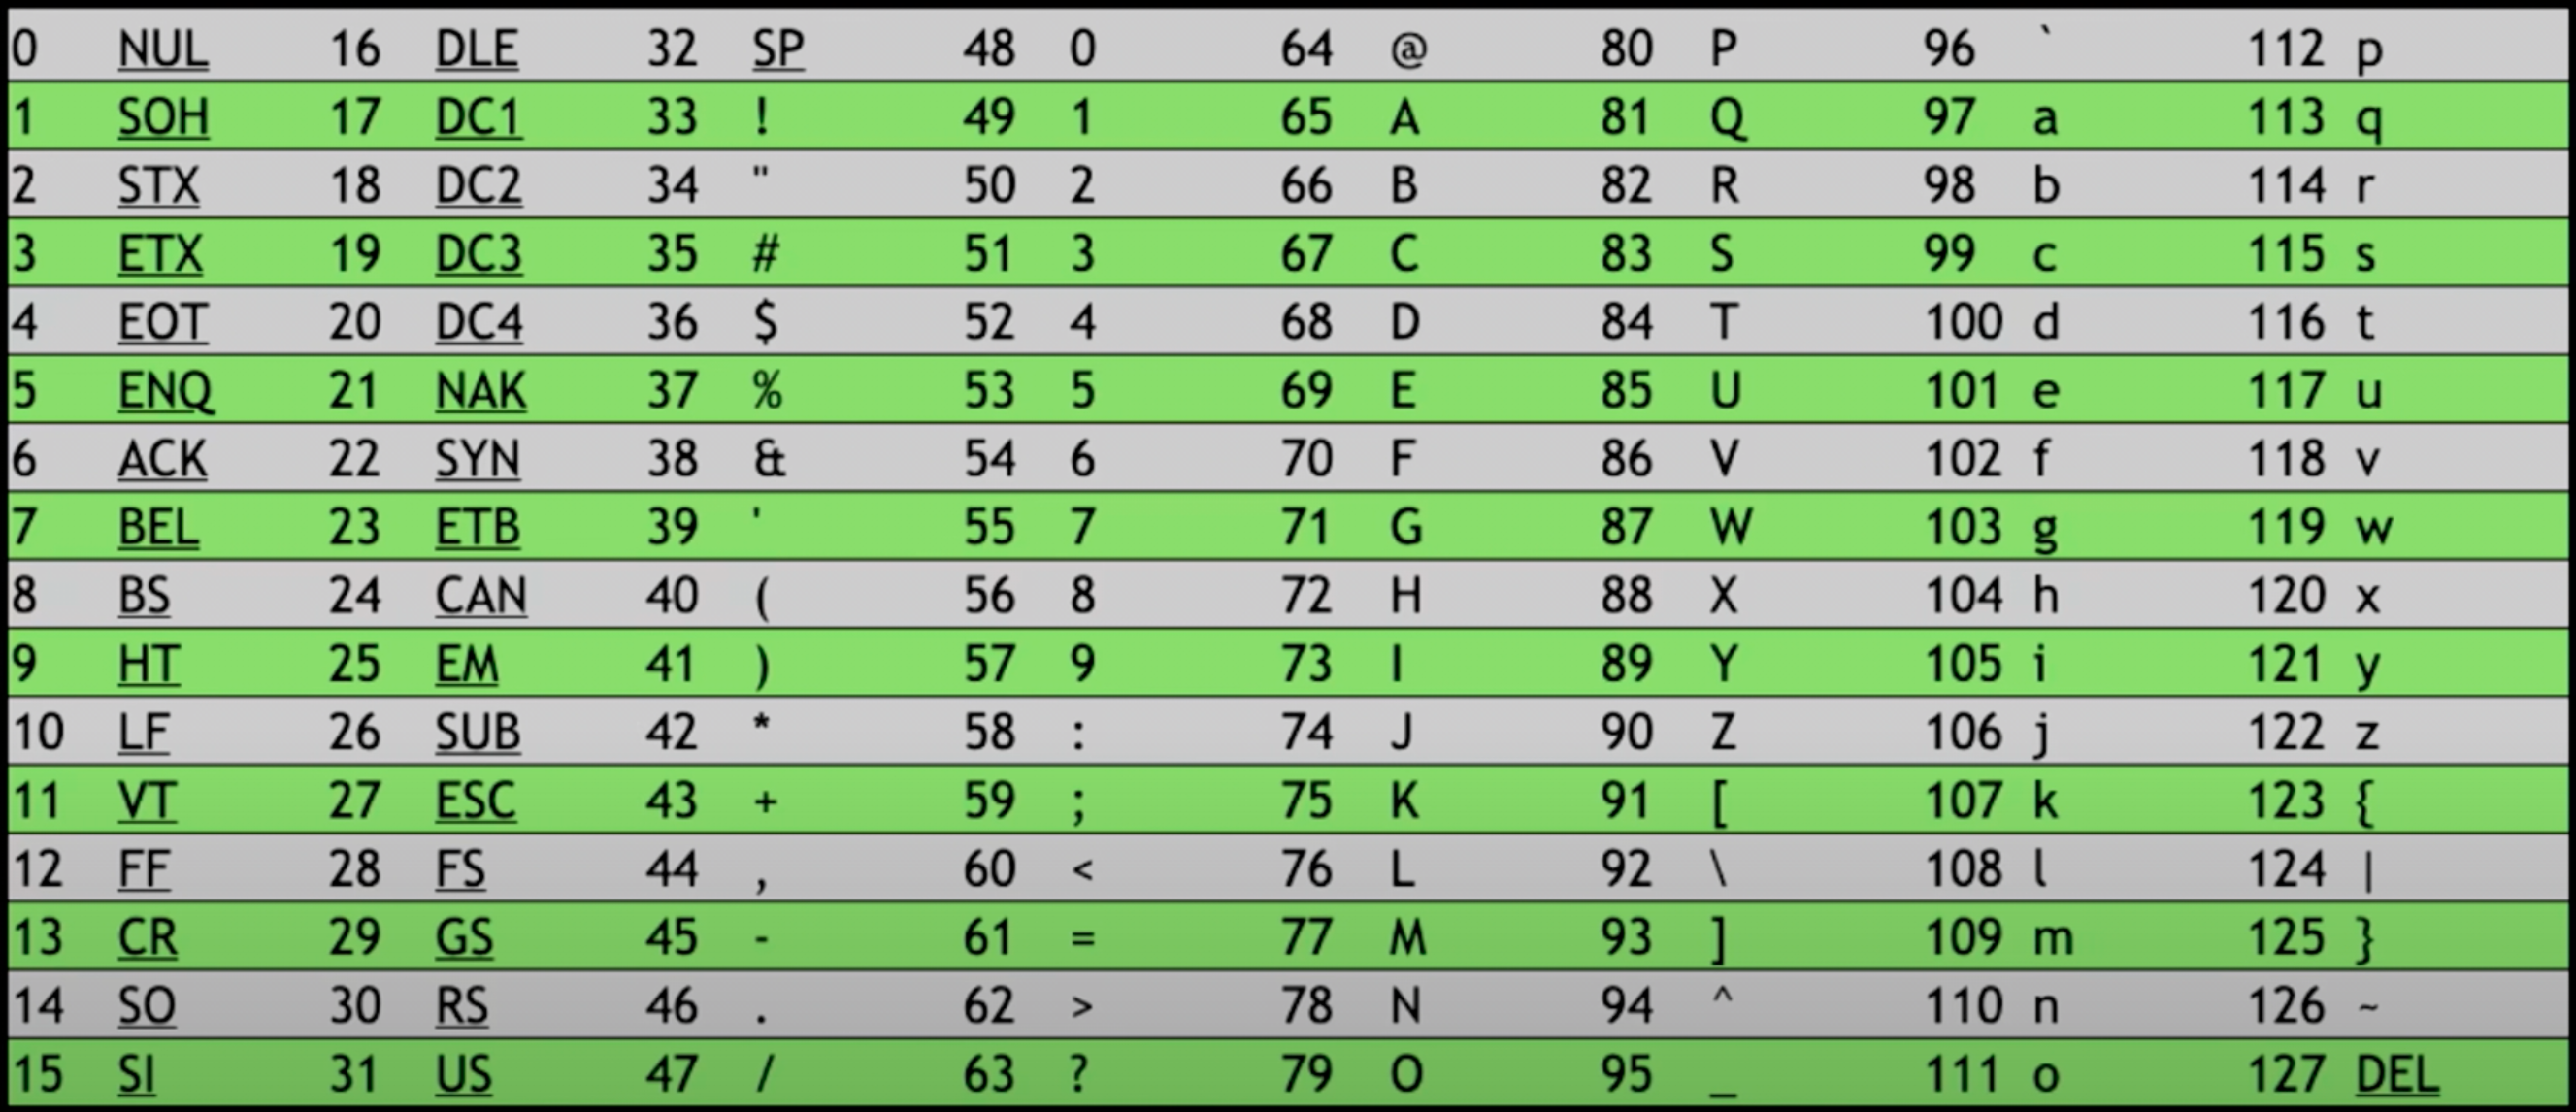 0 NUL 16 DLE 32 SP 48 0 64 @ 80 P 96 ` 112 p
1 SOH 17 DC1 33 ! 49 1 65 A 81 Q 97 a 113 q
2 STX 18 DC2 34 " 50 2 66 B 82 R 98 b 114 r
3 ETX 19 DC3 35 # 51 3 67 C 83 S 99 c 115 s
4 EOT 20 DC4 36 $ 52 4 68 D 84 T 100 d 116 t
5 ENQ 21 NAK 37 % 53 5 69 E 85 U 101 e 117 u
6 ACK 22 SYN 38 & 54 6 70 F 86 V 102 f 118 v
7 BEL 23 ETB 39 ' 55 7 71 G 87 W 103 g 119 w
8 BS 24 CAN 40 ( 56 8 72 H 88 X 104 h 120 x
9 HT 25 EM 41 ) 57 9 73 I 89 Y 105 i 121 y
10 LF 26 SUB 42 * 58 : 74 J 90 Z 106 j 122 z
11 VT 27 ESC 43 + 59 ; 75 K 91 [ 107 k 123 {
12 FF 28 FS 44 , 60 < 76 L 92 \ 108 l 124 |
13 CR 29 GS 45 - 61 = 77 M 93 ] 109 m 125 }
14 SO 30 RS 46 . 62 > 78 N 94 ^ 110 n 126 ~
15 SI 31 US 47 / 63 ? 79 O 95 _ 111 o 127 DEL